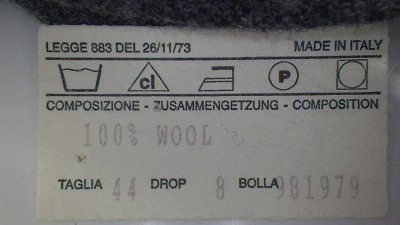 LEGGE 883 DEL 26/11/73 MADE IN ITALY
cl P
COMPOSIZIONE - ZUSAMMENGETZUNG - COMPOSITION
100% WOOL
TAGLIA 44 DROP 8 BOLLA 981979